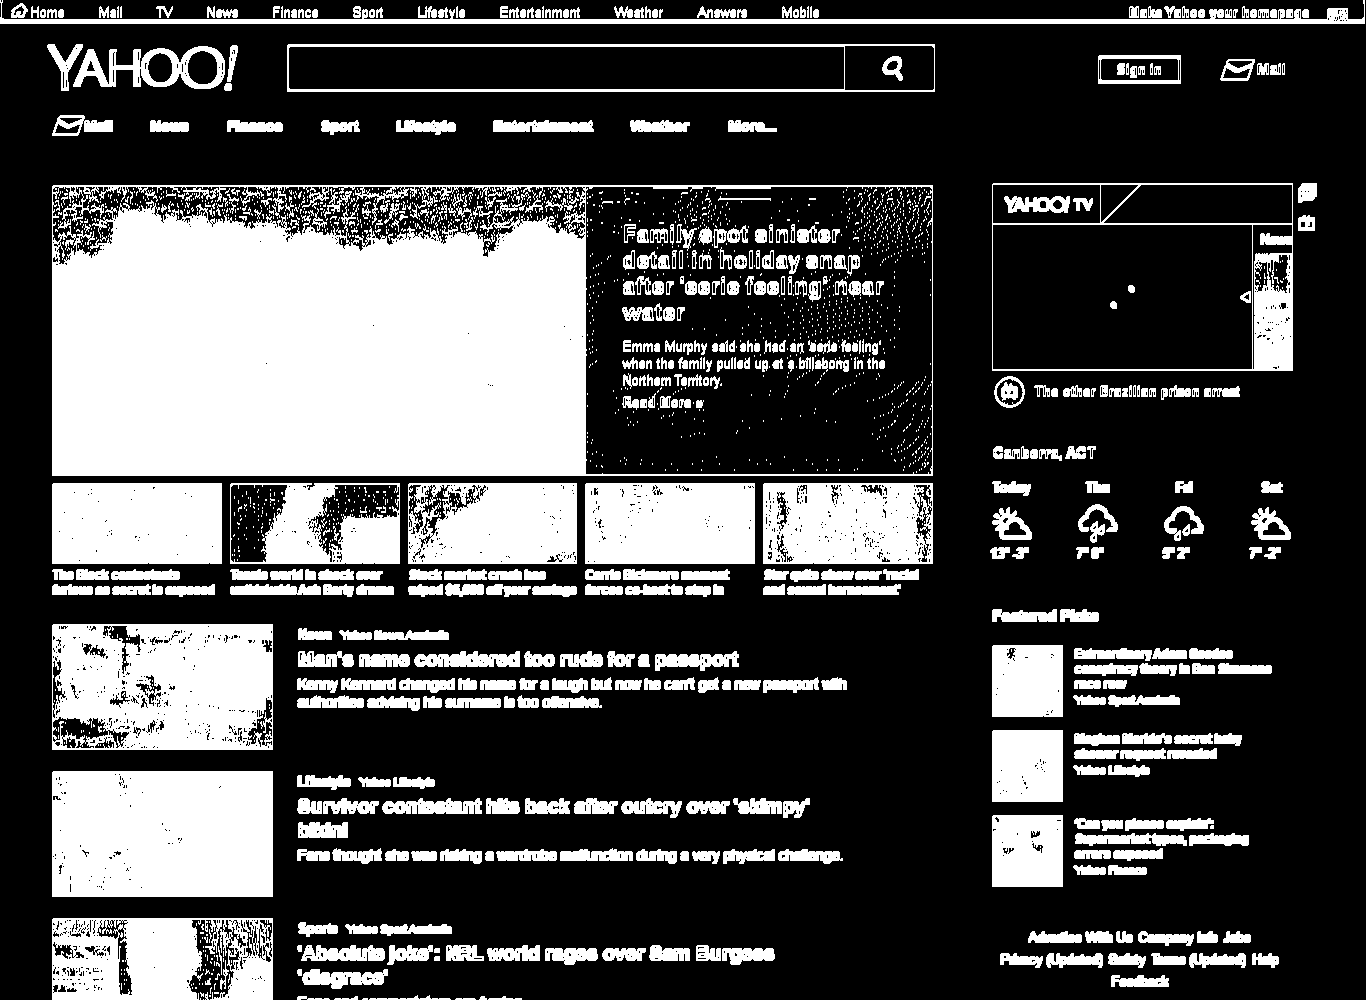 Home Mail TV News Finance Sport Lifestyle Entertainment Weather Answers Mobile Make Yahoo your homepage
YAHOO!
Sign in Mail
Mail News Finance Sport Lifestyle Entertainment Weather More...
Family spot sinister
detail in holiday snap
after 'eerie feeling' near
water
Emma Murphy said she had an 'eerie feeling'
when the family pulled up at a billabong in the
Northern Territory.
Read More »
The Block contestants
furious as secret is exposed
Tennis world in shock over
unthinkable Ash Barty drama
Stock market crash has
wiped $5,000 off your savings
Carrie Bickmore moment
forces co-host to step in
Star quits show over 'racial
and sexual harassment'
News Yahoo News Australia
Man's name considered too rude for a passport
Kenny Kennard changed his name for a laugh but now he can't get a new passport with
authorities advising his surname is too offensive.
Lifestyle Yahoo Lifestyle
Survivor contestant hits back after outcry over 'skimpy'
bikini
Fans thought she was risking a wardrobe malfunction during a very physical challenge.
Sports Yahoo Sport Australia
'Absolute joke': NRL world rages over Sam Burgess
'disgrace'
Fans and commentators are
YAHOO! TV
News
The other Brazilian prison arrest
Canberra, ACT
Today Thu Fri Sat
13° -3° 7° 0° 9° 2° 7° -2°
Featured Picks
Extraordinary Adam Goodes
conspiracy theory in Ben Simmons
race row
Yahoo Sport Australia
Meghan Markle's secret baby
shower request revealed
Yahoo Lifestyle
'Can you please explain':
Supermarket typos, packaging
errors exposed
Yahoo Finance
Advertise With Us Company Info Jobs
Privacy (Updated) Safety Terms (Updated) Help
Feedback